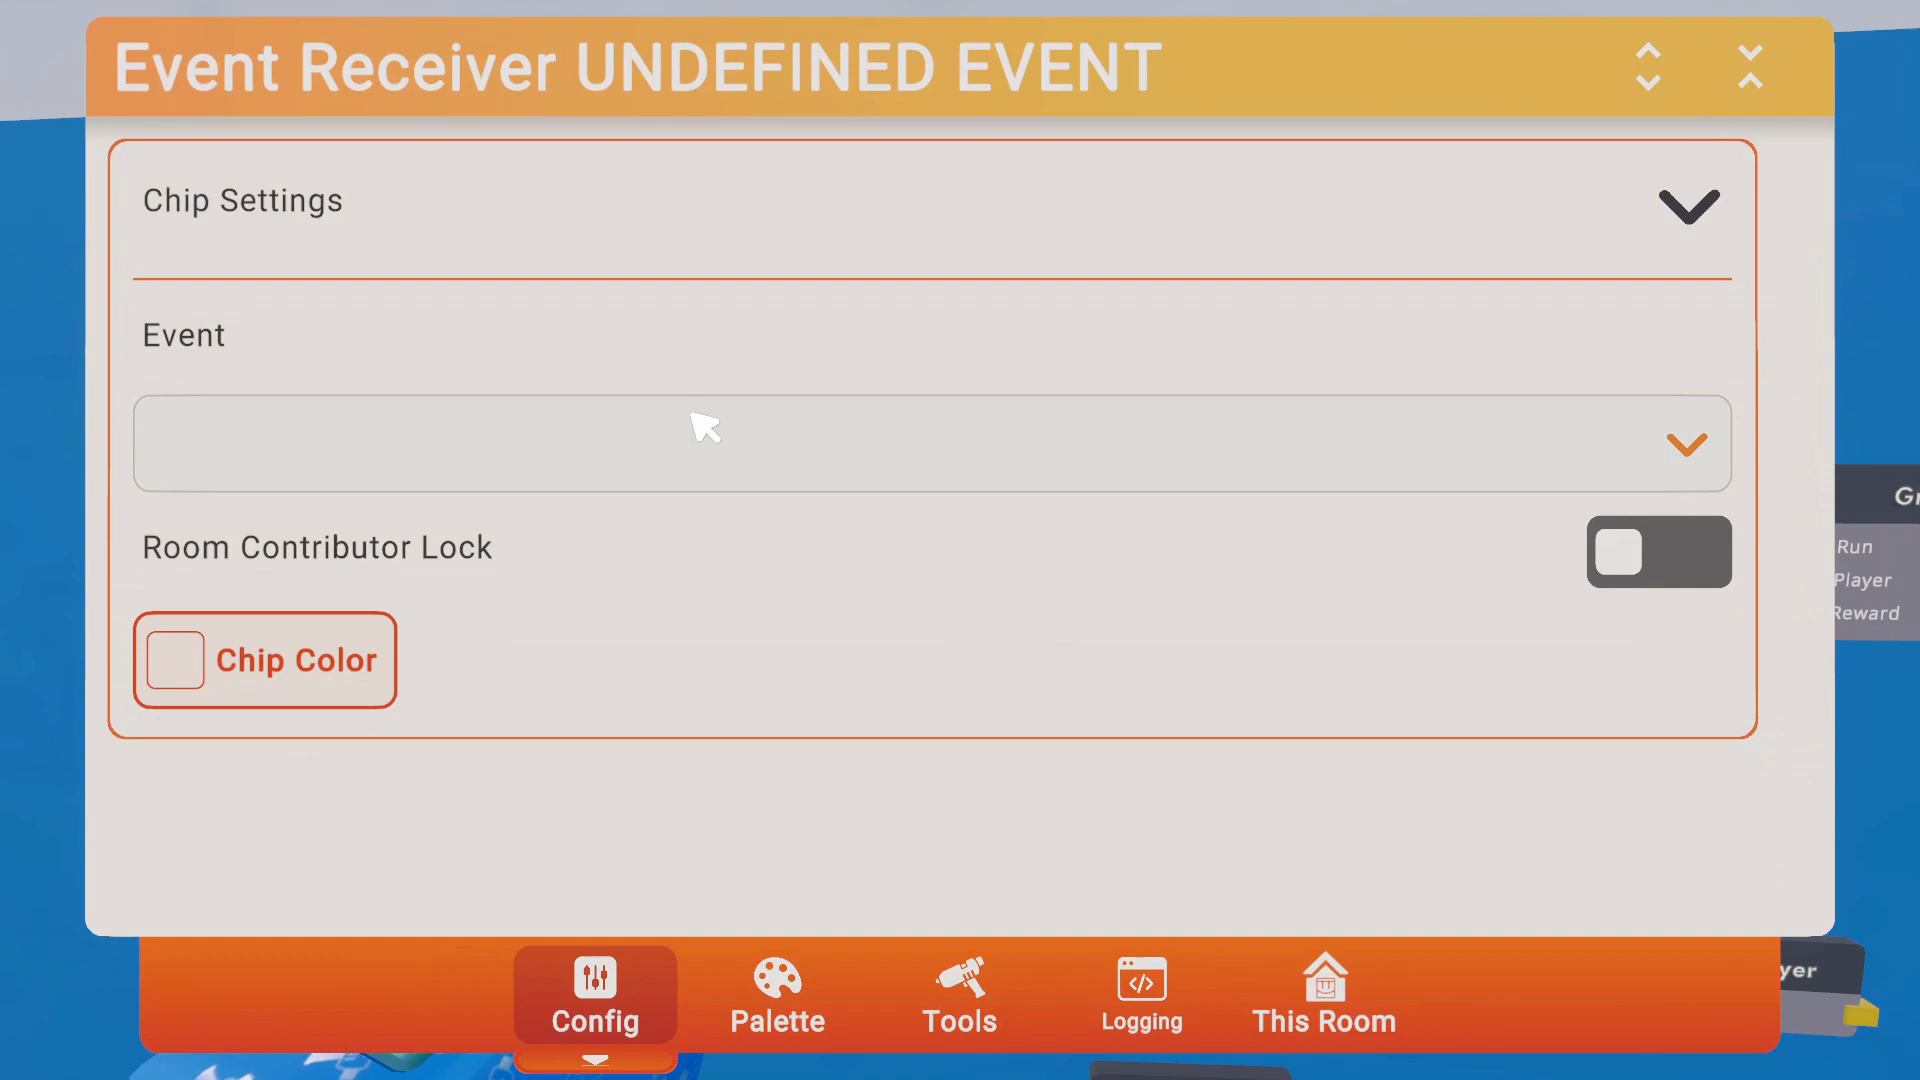 Event Receiver UNDEFINED EVENT
Chip Settings
Event
Room Contributor Lock
Run
Player
Reward
Chip Color
Config
Palette
Tools
Logging
This Room